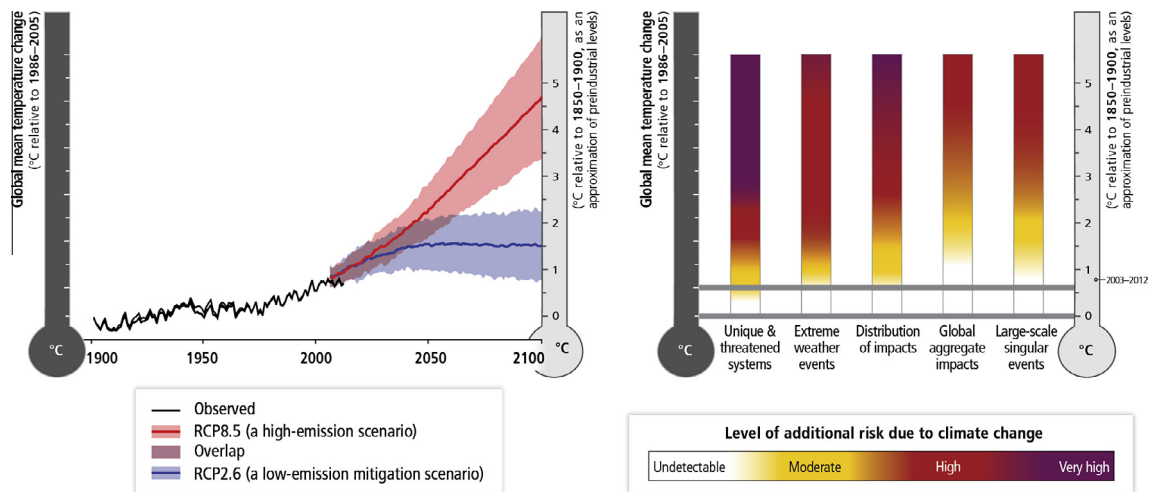 Global mean temperature change
(°C relative to 1986–2005)
°C
5
4
3
2
1
0
(°C relative to 1850–1900, as an
approximation of preindustrial levels)
°C
1900
1950
2000
2050
2100
Observed
RCP8.5 (a high-emission scenario)
Overlap
RCP2.6 (a low-emission mitigation scenario)
Global mean temperature change
(°C relative to 1986–2005)
°C
5
4
3
2
1
0
2003–2012
(°C relative to 1850–1900, as an
approximation of preindustrial levels)
°C
Unique &
threatened
systems
Extreme
weather
events
Distribution
of impacts
Global
aggregate
impacts
Large-scale
singular
events
Level of additional risk due to climate change
Undetectable Moderate High Very high